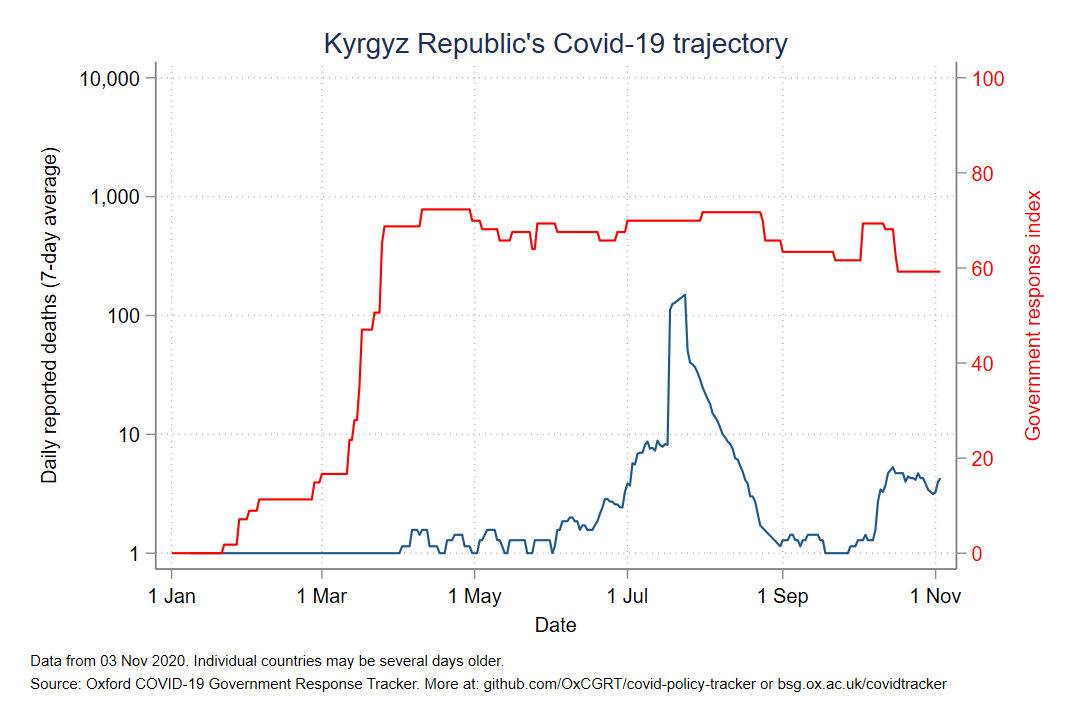 Kyrgyz Republic's Covid-19 trajectory
Daily reported deaths (7-day average)
10,000
1,000
100
10
1
100
80
60
40
20
0
Government response index
1 Jan 1 Mar 1 May 1 Jul 1 Sep 1 Nov
Date
Data from 03 Nov 2020. Individual countries may be several days older.
Source: Oxford COVID-19 Government Response Tracker. More at: github.com/OxCGRT/covid-policy-tracker or bsg.ox.ac.uk/covidtracker